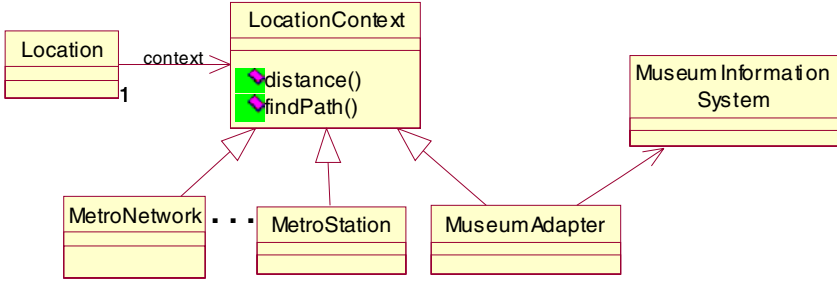 LocationContext
Location
context
1
distance()
findPath()
Museum Information
System
MetroNetwork
...
MetroStation
MuseumAdapter